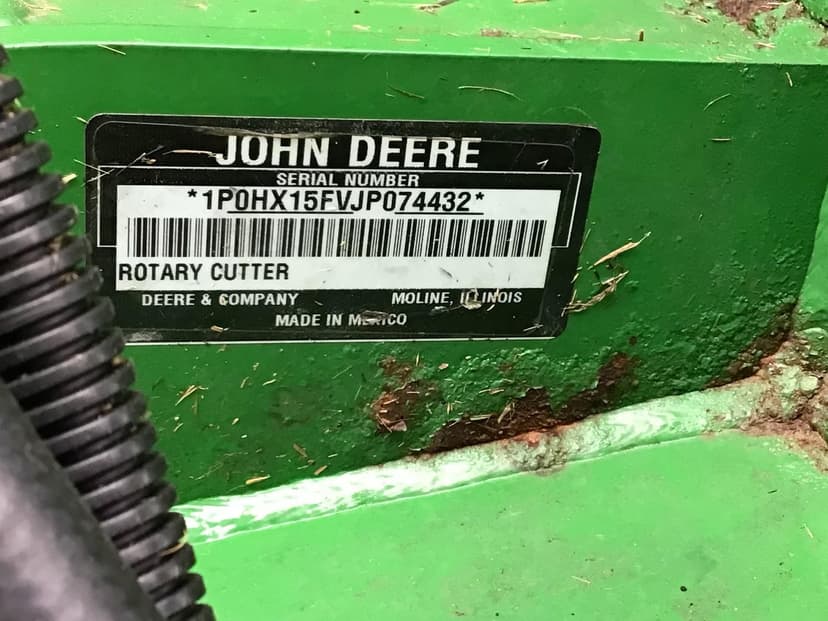 JOHN DEERE
SERIAL NUMBER
*1P0HX15FVJP074432*
ROTARY CUTTER
DEERE & COMPANY MOLINE, ILLINOIS
MADE IN MEXICO